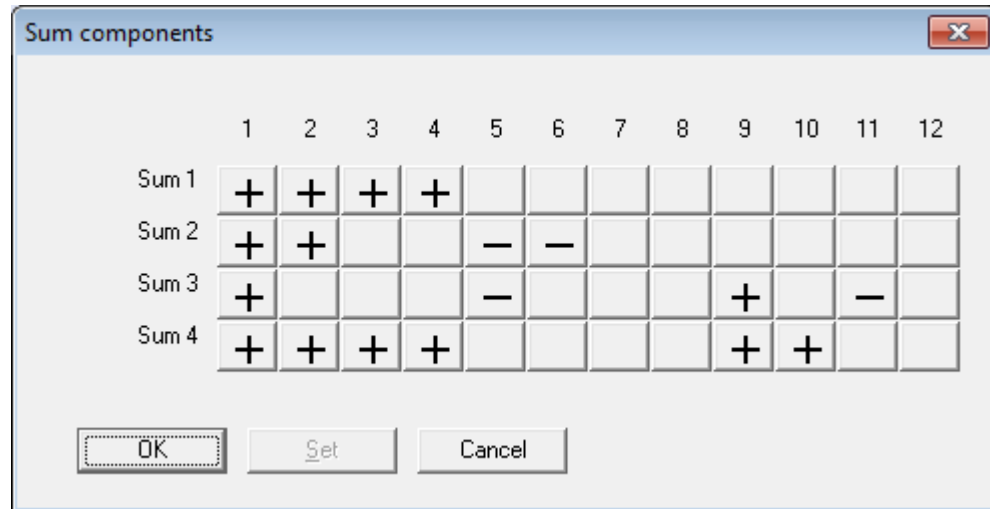 Sum components
1 2 3 4 5 6 7 8 9 10 11 12
Sum 1 + + + +
Sum 2 + + − −
Sum 3 + − + −
Sum 4 + + + + + +
OK Set Cancel